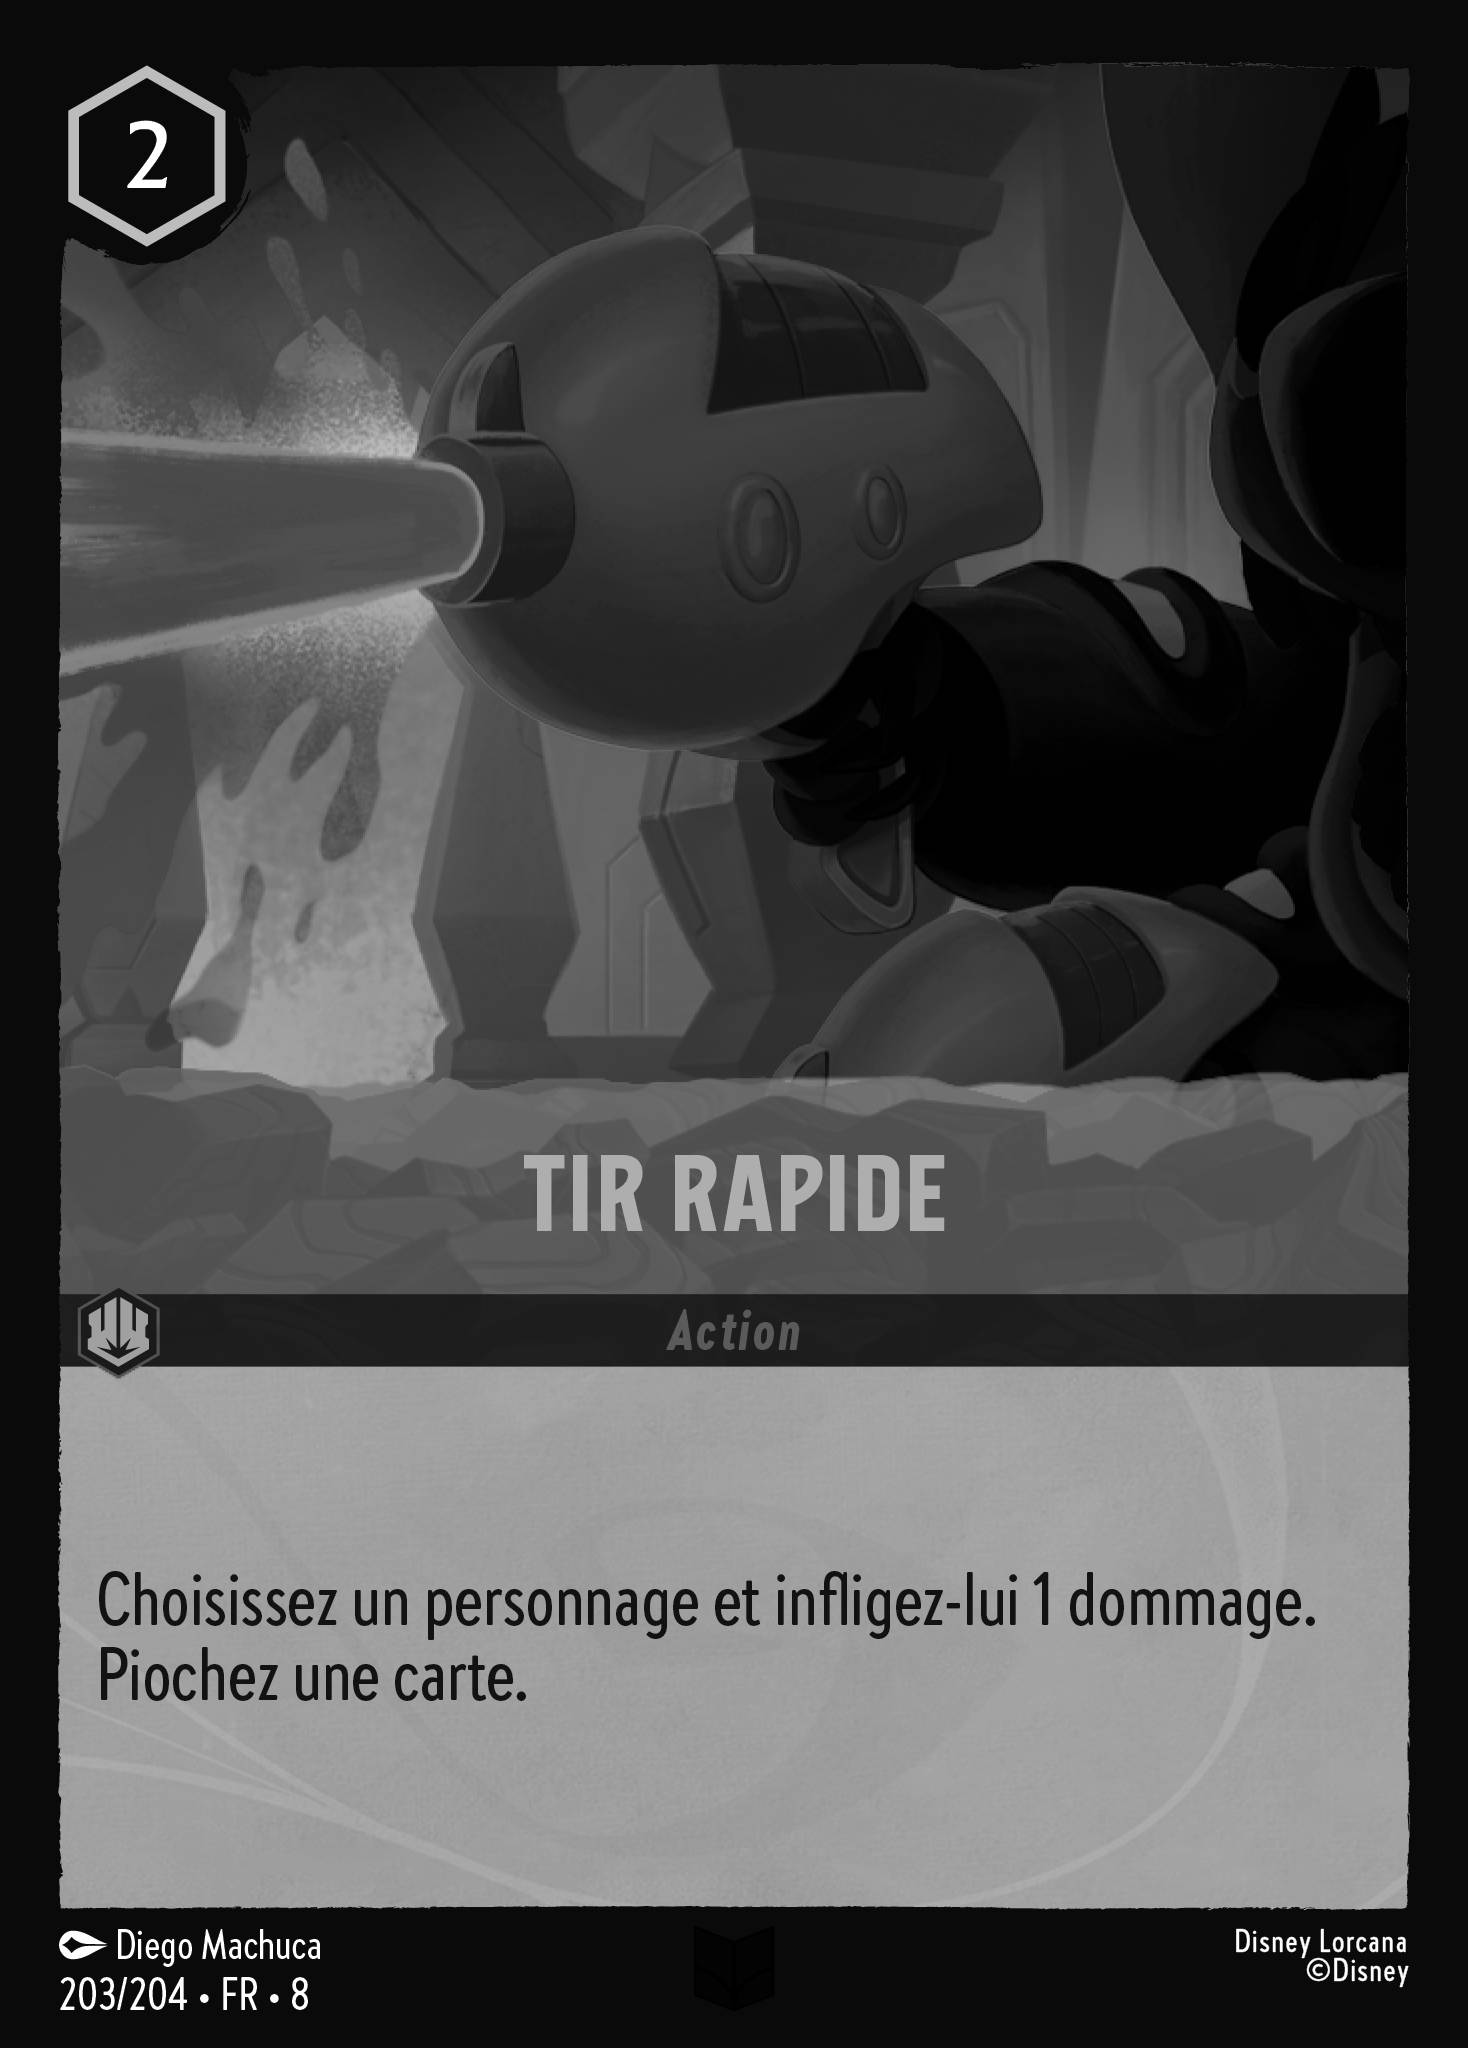 2
TIR RAPIDE
Action
Choisissez un personnage et infligez-lui 1 dommage.
Piochez une carte.
Diego Machuca
203/204 • FR • 8
Disney Lorcana
©Disney